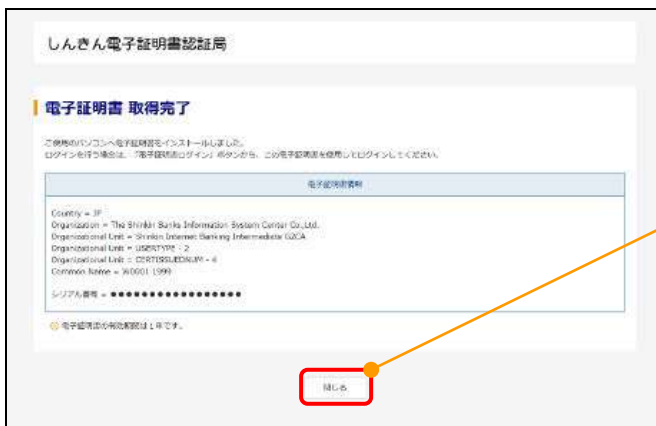 しんきん電子証明書認証局
電子証明書 取得完了
ご使用のパソコンへ電子証明書をインストールしました。
ログインを行う場合は、「電子証明書ログイン」ボタンから、この電子証明書を使用してログインしてください。
電子証明書情報
Country = JP
Organization = The Shinkin Banks Information System Center Co.,Ltd.
Organizational Unit = Shinkin Internet Banking Intermediate G2CA
Organizational Unit = USERTYPE - 2
Organizational Unit = CERTISSUEDNUM - 4
Common Name = W0001 1999
シリアル番号 = ●●●●●●●●●●●●●●●●●
電子証明書の有効期限は1年です。
閉じる